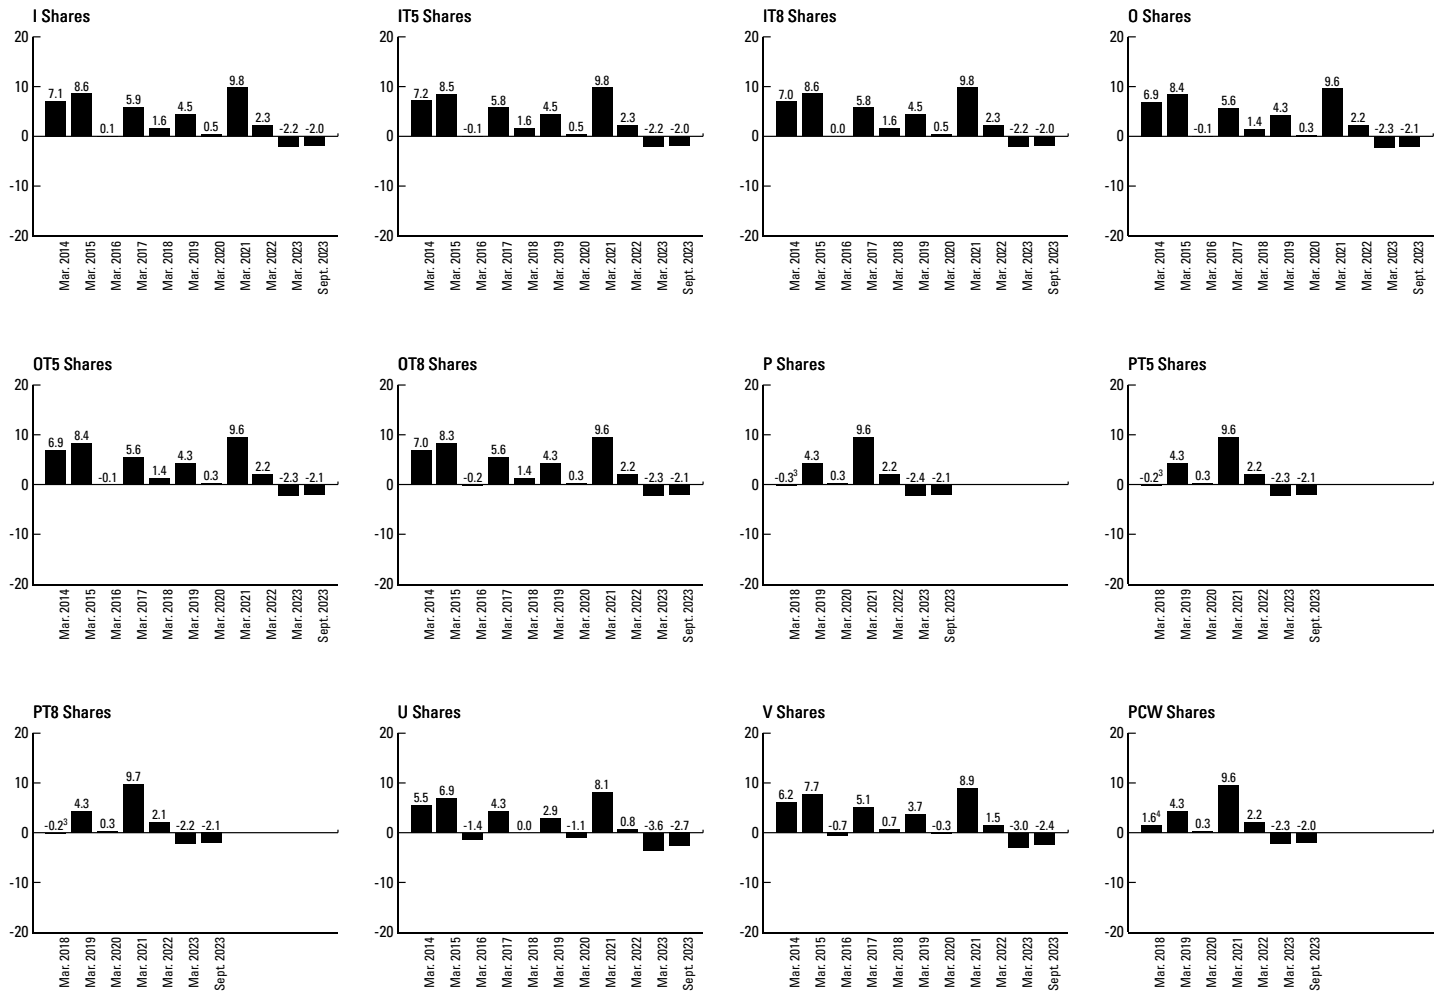 I Shares
20
10
0
-10
-20
7.1 8.6 0.1 5.9 1.6 4.5 0.5 9.8 2.3 -2.2 -2.0
Mar. 2014 Mar. 2015 Mar. 2016 Mar. 2017 Mar. 2018 Mar. 2019 Mar. 2020 Mar. 2021 Mar. 2022 Mar. 2023 Sept. 2023
IT5 Shares
20
10
0
-10
-20
7.2 8.5 -0.1 5.8 1.6 4.5 0.5 9.8 2.3 -2.2 -2.0
Mar. 2014 Mar. 2015 Mar. 2016 Mar. 2017 Mar. 2018 Mar. 2019 Mar. 2020 Mar. 2021 Mar. 2022 Mar. 2023 Sept. 2023
IT8 Shares
20
10
0
-10
-20
7.0 8.6 0.0 5.8 1.6 4.5 0.5 9.8 2.3 -2.2 -2.0
Mar. 2014 Mar. 2015 Mar. 2016 Mar. 2017 Mar. 2018 Mar. 2019 Mar. 2020 Mar. 2021 Mar. 2022 Mar. 2023 Sept. 2023
O Shares
20
10
0
-10
-20
6.9 8.4 -0.1 5.6 1.4 4.3 0.3 9.6 2.2 -2.3 -2.1
Mar. 2014 Mar. 2015 Mar. 2016 Mar. 2017 Mar. 2018 Mar. 2019 Mar. 2020 Mar. 2021 Mar. 2022 Mar. 2023 Sept. 2023
OT5 Shares
20
10
0
-10
-20
6.9 8.4 -0.1 5.6 1.4 4.3 0.3 9.6 2.2 -2.3 -2.1
Mar. 2014 Mar. 2015 Mar. 2016 Mar. 2017 Mar. 2018 Mar. 2019 Mar. 2020 Mar. 2021 Mar. 2022 Mar. 2023 Sept. 2023
OT8 Shares
20
10
0
-10
-20
7.0 8.3 -0.2 5.6 1.4 4.3 0.3 9.6 2.2 -2.3 -2.1
Mar. 2014 Mar. 2015 Mar. 2016 Mar. 2017 Mar. 2018 Mar. 2019 Mar. 2020 Mar. 2021 Mar. 2022 Mar. 2023 Sept. 2023
P Shares
20
10
0
-10
-20
-0.3³ 4.3 0.3 9.6 2.2 -2.4 -2.1
Mar. 2018 Mar. 2019 Mar. 2020 Mar. 2021 Mar. 2022 Mar. 2023 Sept. 2023
PT5 Shares
20
10
0
-10
-20
-0.2³ 4.3 0.3 9.6 2.2 -2.3 -2.1
Mar. 2018 Mar. 2019 Mar. 2020 Mar. 2021 Mar. 2022 Mar. 2023 Sept. 2023
PT8 Shares
20
10
0
-10
-20
-0.2³ 4.3 0.3 9.7 2.1 -2.2 -2.1
Mar. 2018 Mar. 2019 Mar. 2020 Mar. 2021 Mar. 2022 Mar. 2023 Sept. 2023
U Shares
20
10
0
-10
-20
5.5 6.9 -1.4 4.3 0.0 2.9 -1.1 8.1 0.8 -3.6 -2.7
Mar. 2014 Mar. 2015 Mar. 2016 Mar. 2017 Mar. 2018 Mar. 2019 Mar. 2020 Mar. 2021 Mar. 2022 Mar. 2023 Sept. 2023
V Shares
20
10
0
-10
-20
6.2 7.7 -0.7 5.1 0.7 3.7 -0.3 8.9 1.5 -3.0 -2.4
Mar. 2014 Mar. 2015 Mar. 2016 Mar. 2017 Mar. 2018 Mar. 2019 Mar. 2020 Mar. 2021 Mar. 2022 Mar. 2023 Sept. 2023
PCW Shares
20
10
0
-10
-20
1.6⁴ 4.3 0.3 9.6 2.2 -2.3 -2.0
Mar. 2018 Mar. 2019 Mar. 2020 Mar. 2021 Mar. 2022 Mar. 2023 Sept. 2023